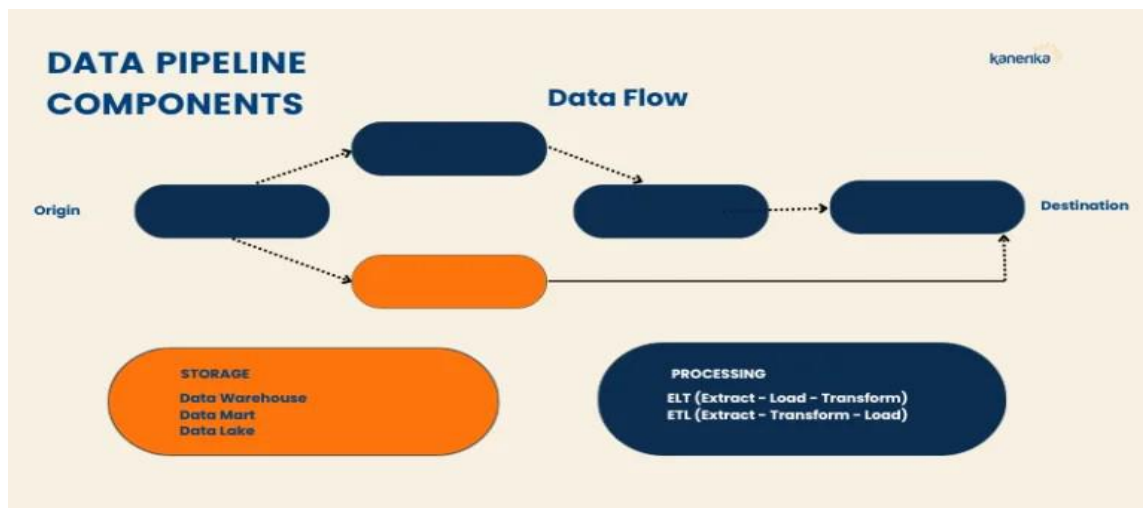 DATA PIPELINE
COMPONENTS
kanerika
Data Flow
Origin
Destination
STORAGE
Data Warehouse
Data Mart
Data Lake
PROCESSING
ELT (Extract - Load - Transform)
ETL (Extract - Transform - Load)